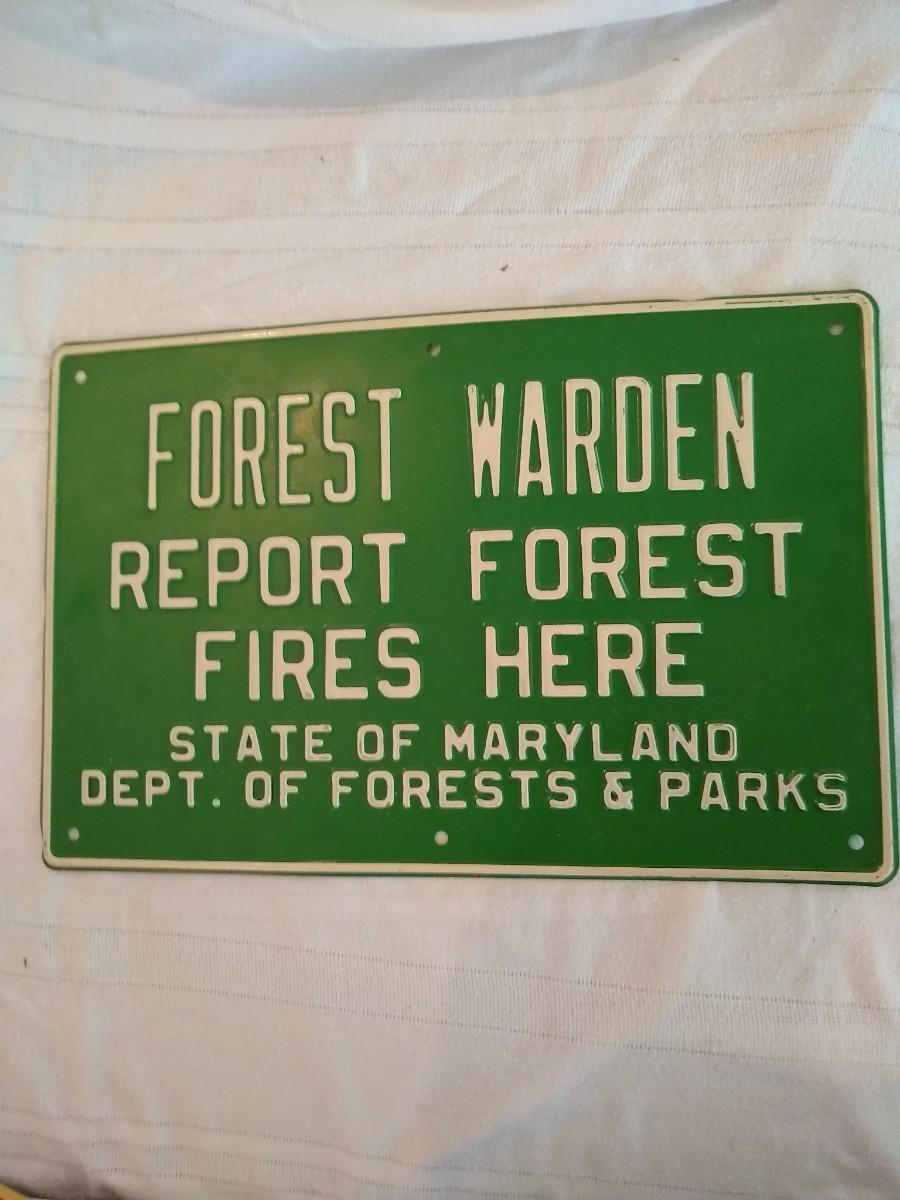 FOREST WARDEN
REPORT FOREST
FIRES HERE
STATE OF MARYLAND
DEPT. OF FORESTS & PARKS